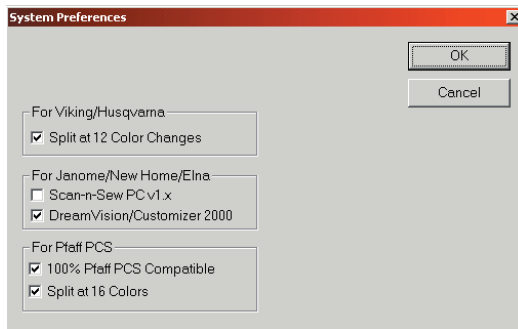 System Preferences
OK
Cancel
For Viking/Husqvarna
Split at 12 Color Changes
For Janome/New Home/Elna
Scan-n-Sew PC v1.x
DreamVision/Customizer 2000
For Pfaff PCS
100% Pfaff PCS Compatible
Split at 16 Colors